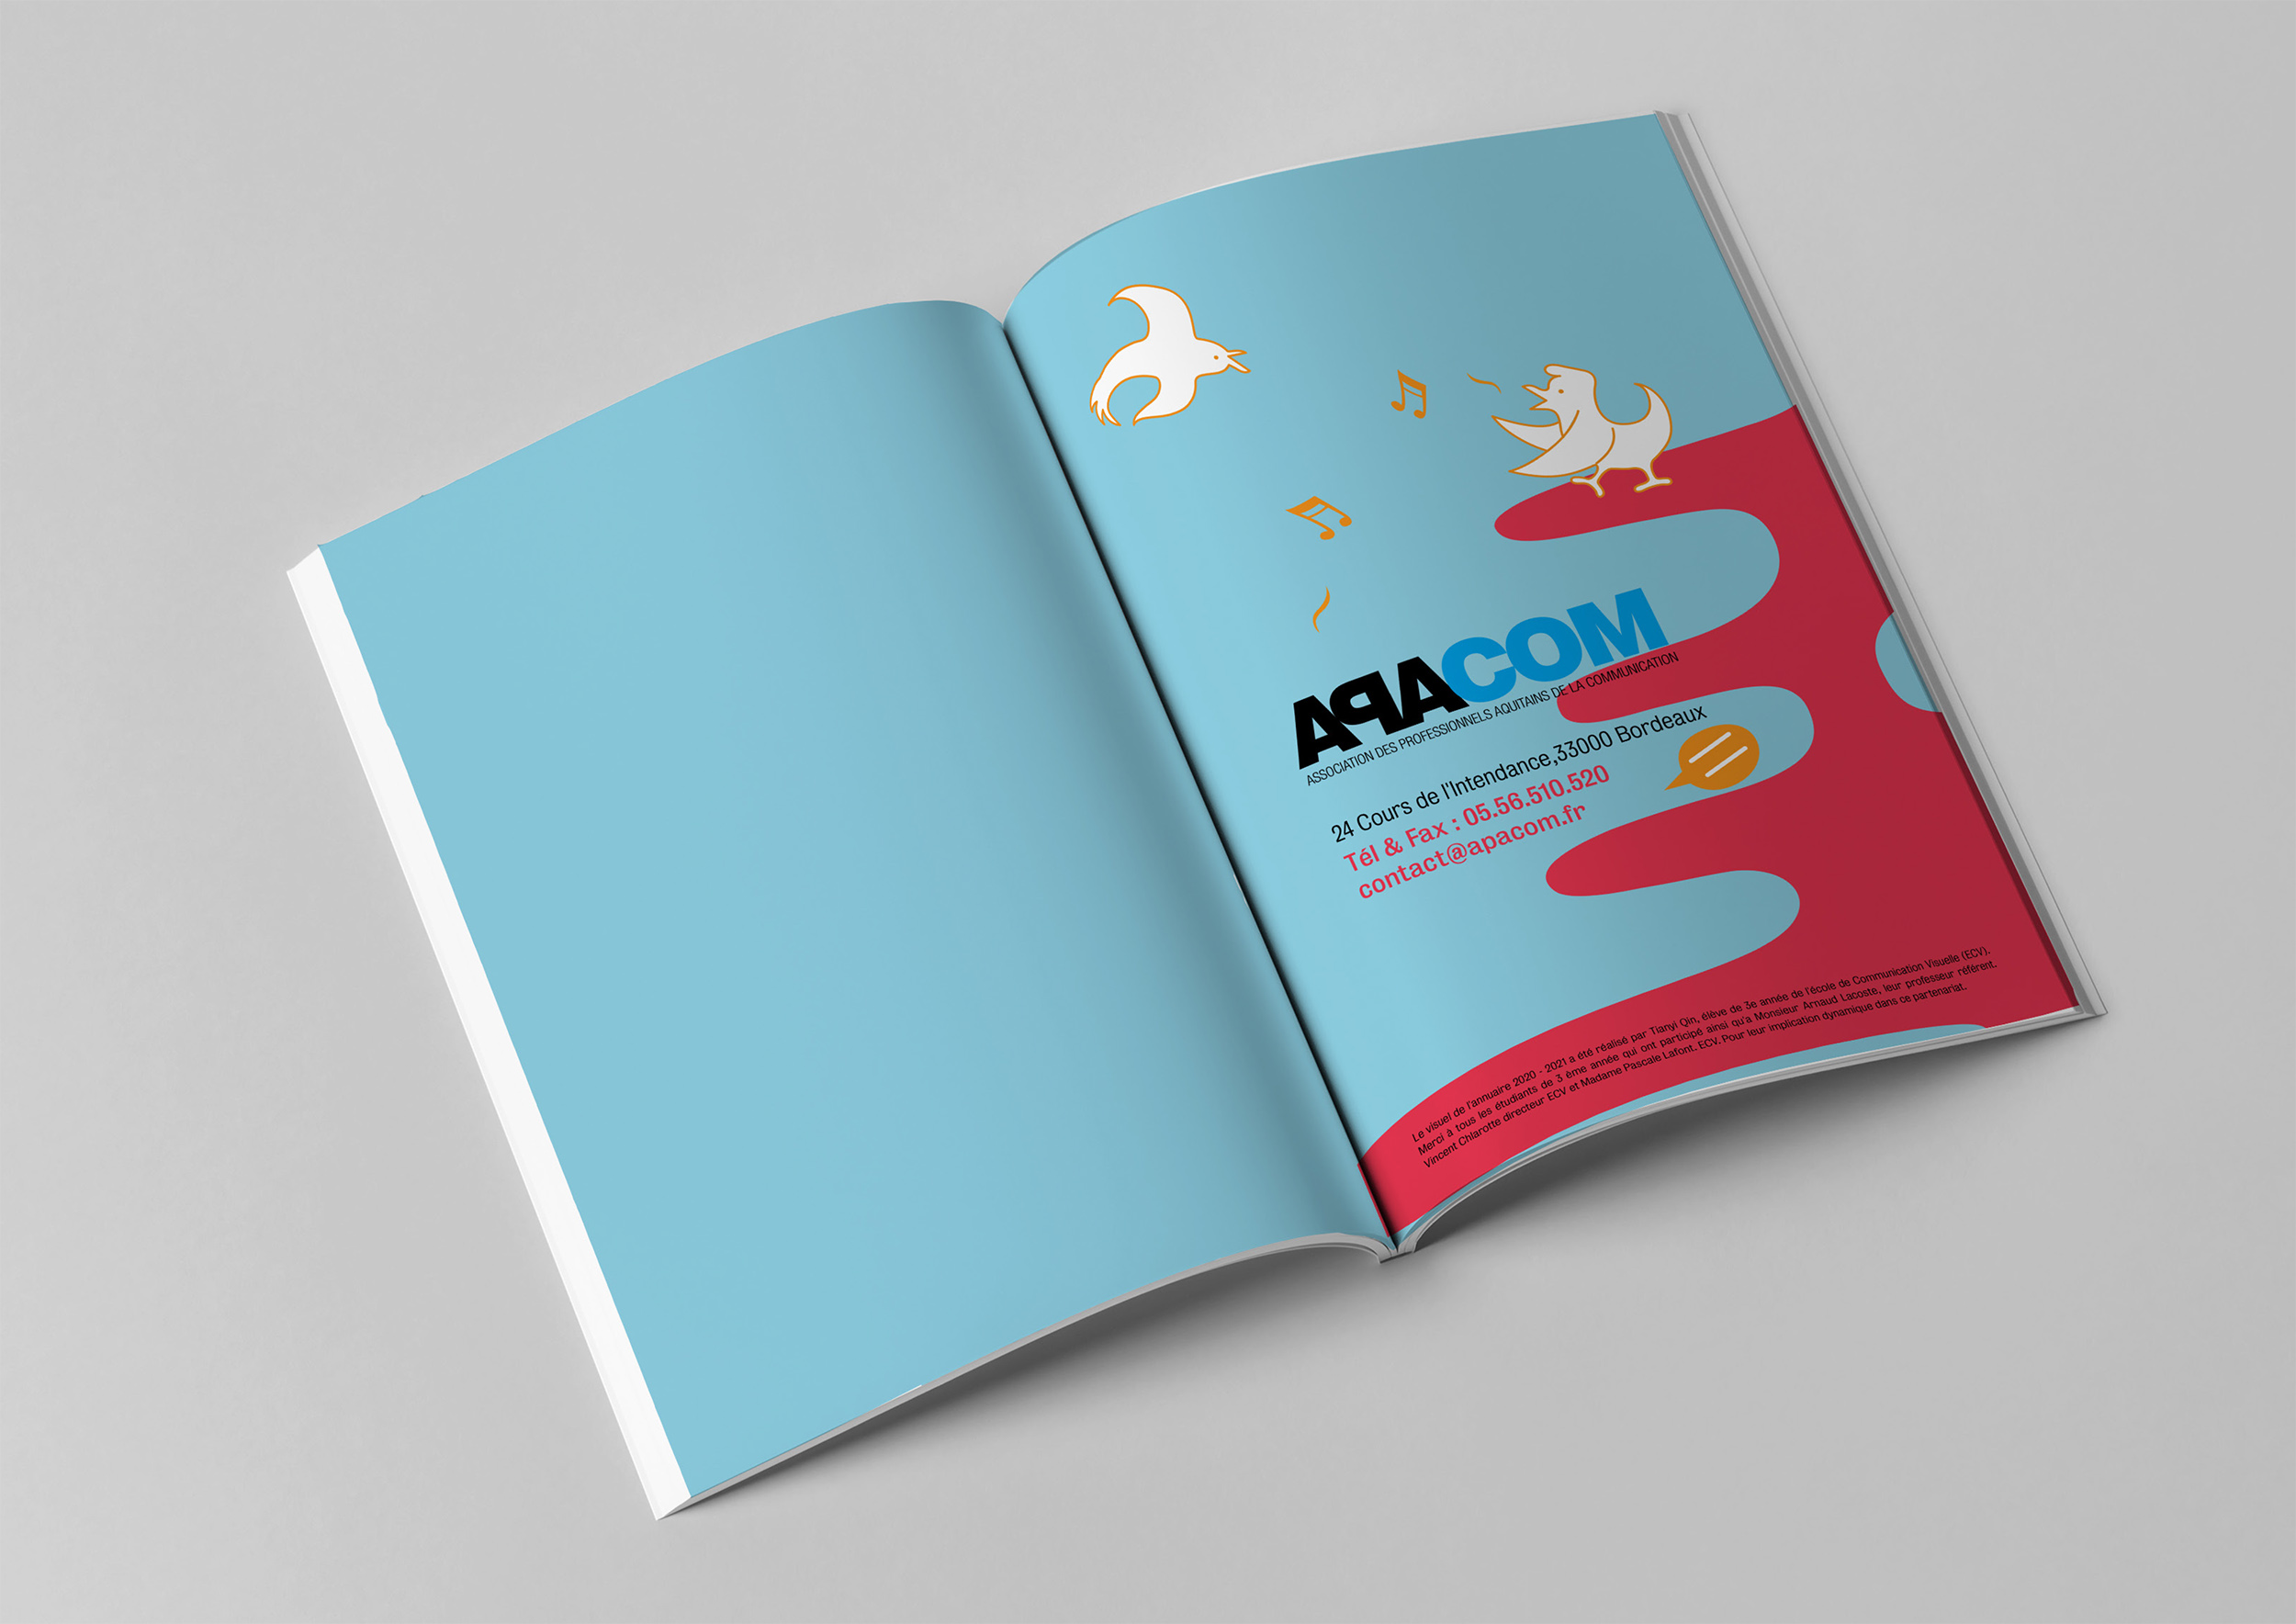 APACOM
ASSOCIATION DES PROFESSIONNELS AQUITAINS DE LA COMMUNICATION
24 Cours de l'Intendance,33000 Bordeaux
Tél & Fax : 05.56.510.520
contact@apacom.fr
Le visuel de l'annuaire 2020 - 2021 a été réalisé par Tianyi Qin, élève de 3e année de l'école de Communication Visuelle (ECV).
Merci à tous les étudiants de 3 ème année qui ont participé ainsi qu'a Monsieur Arnaud Lacoste, leur professeur référent.
Vincent Chlarotte directeur ECV et Madame Pascale Lafont. ECV. Pour leur implication dynamique dans ce partenariat.